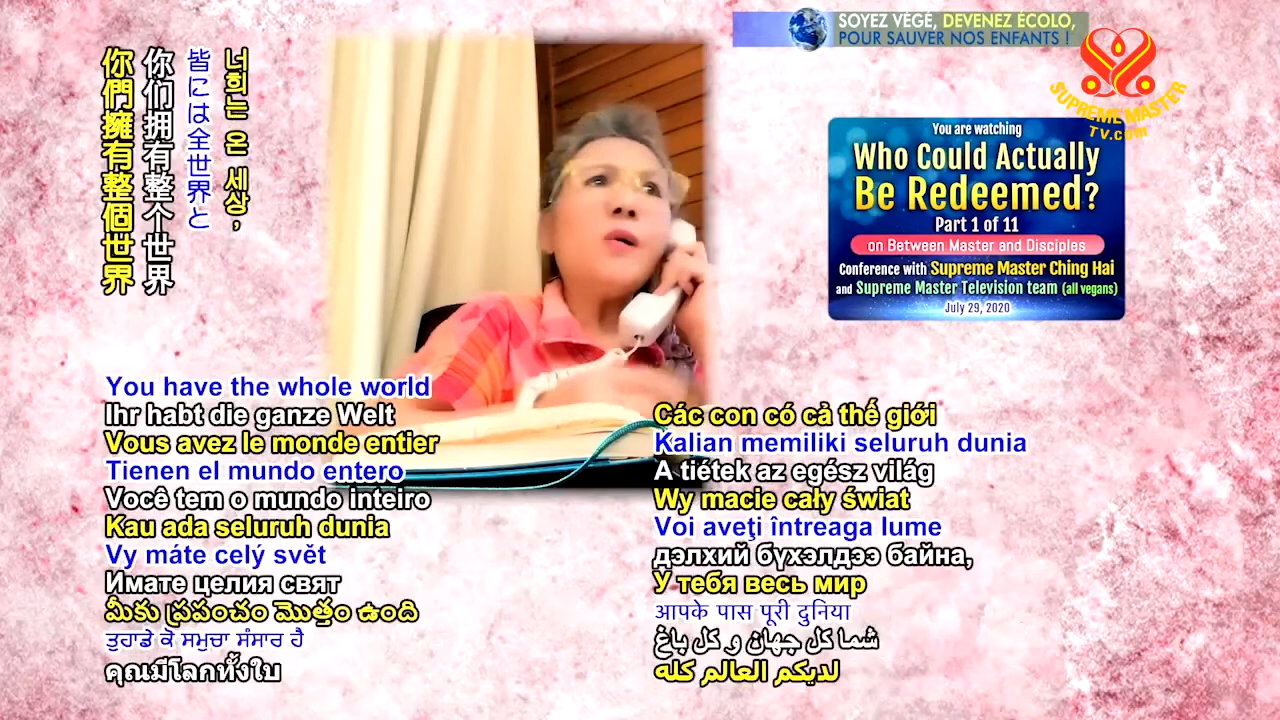 SOYEZ VÉGÉ, DEVENEZ ÉCOLO,
POUR SAUVER NOS ENFANTS !
SUPREME MASTER
TV.com
You are watching
Who Could Actually
Be Redeemed?
Part 1 of 11
on Between Master and Disciples
Conference with Supreme Master Ching Hai
and Supreme Master Television team (all vegans)
July 29, 2020
너희는 온 세상,
皆には全世界と
你们拥有整个世界
你們擁有整個世界
You have the whole world
Ihr habt die ganze Welt
Vous avez le monde entier
Tienen el mundo entero
Você tem o mundo inteiro
Kau ada seluruh dunia
Vy máte celý svět
Имате целия свят
మీకు ప్రపంచం మొత్తం ఉంది
ਤੁਹਾਡੇ ਕੋ ਸਮੁਚਾ ਸੰਸਾਰ ਹੈ
คุณมีโลกทั้งใบ
Các con có cả thế giới
Kalian memiliki seluruh dunia
A tiétek az egész világ
Wy macie cały świat
Voi aveţi întreaga lume
дэлхий бүхэлдээ байна,
У тебя весь мир
आपके पास पूरी दुनिया
شما کل جهان و کل باغ
لديكم العالم كله